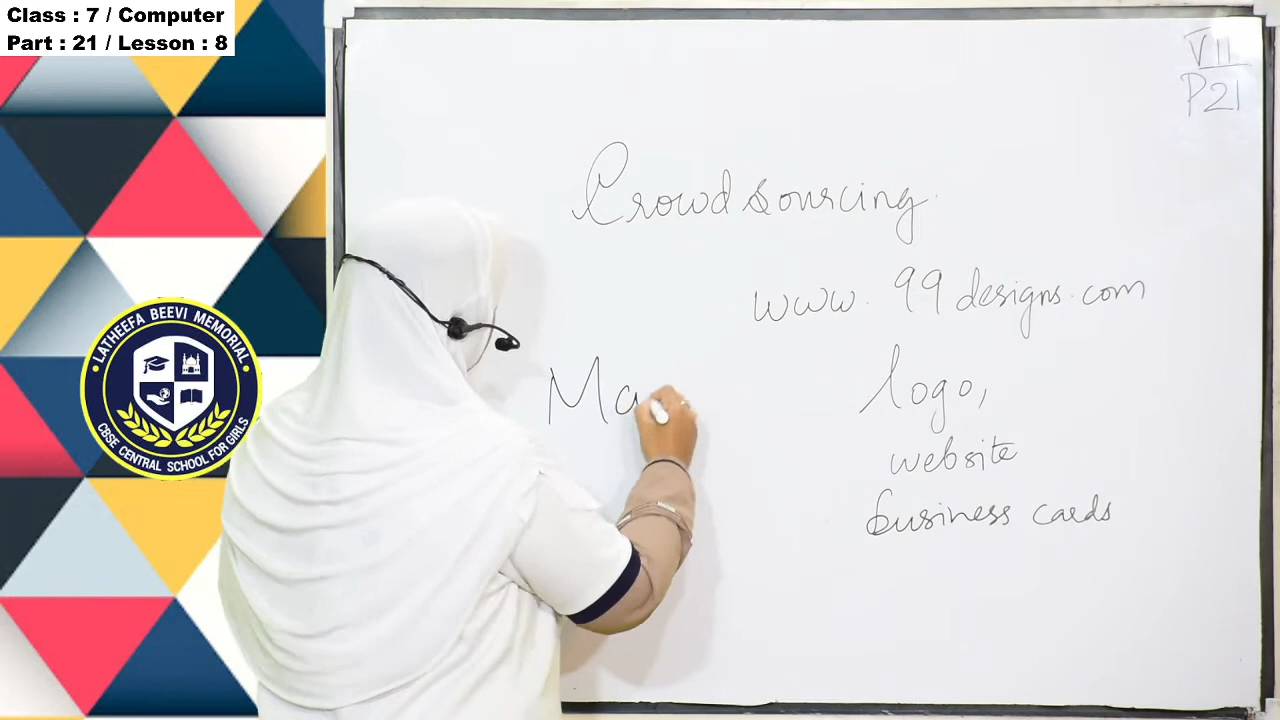 Class : 7 / Computer
Part : 21 / Lesson : 8
VII
P21
Crowdsourcing.
www 99designs.com
logo,
website
business cards
Ma
LATHEEFA BEEVI MEMORIAL
CBSE CENTRAL SCHOOL FOR GIRLS